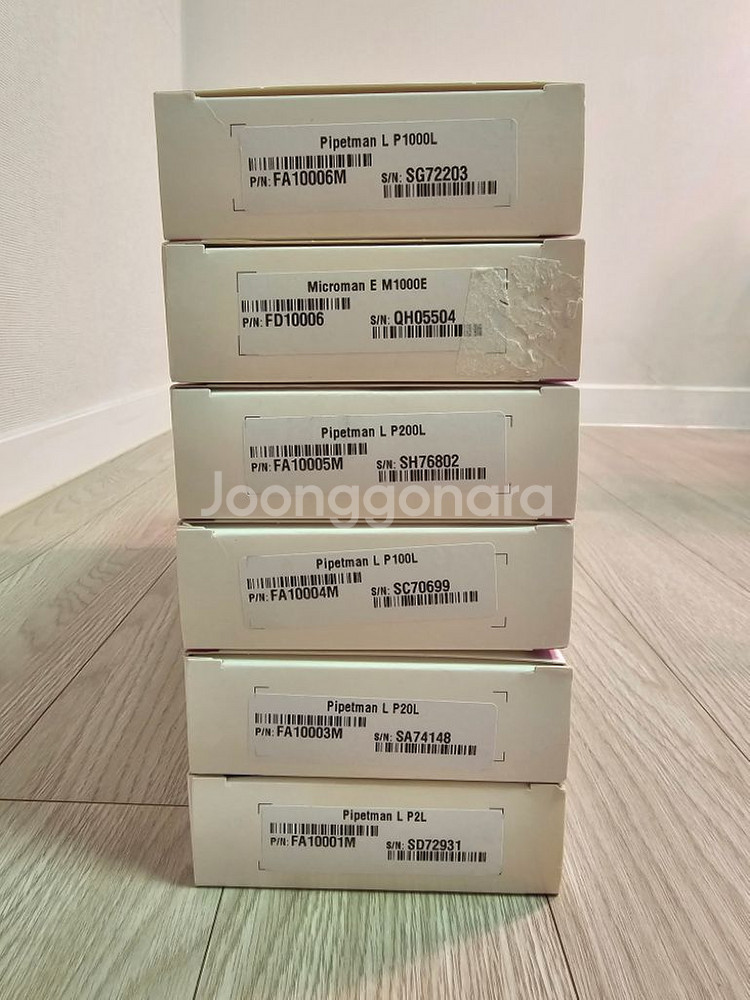 Pipetman L P1000L
P/N: FA10006M S/N: SG72203
Microman E M1000E
P/N: FD10006 S/N: QH05504
Pipetman L P200L
P/N: FA10005M S/N: SH76802
Joonggonara
Pipetman L P100L
P/N: FA10004M S/N: SC70699
Pipetman L P20L
P/N: FA10003M S/N: SA74148
Pipetman L P2L
P/N: FA10001M S/N: SD72931